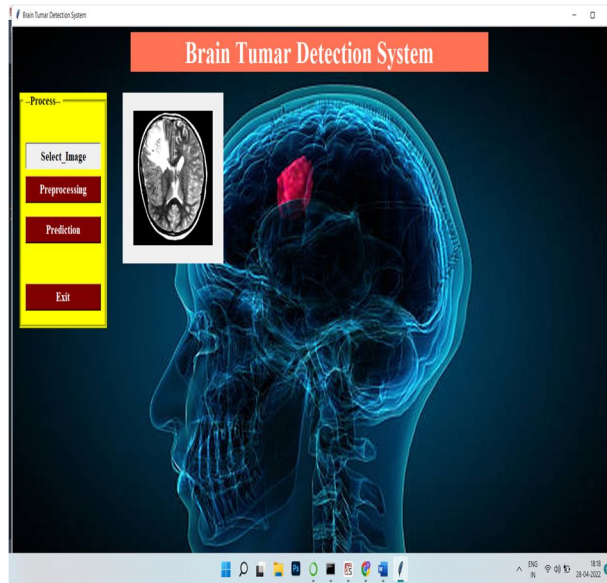 Brain Tumar Detection System
Brain Tumar Detection System
--Process--
Select_Image
Preprocessing
Prediction
Exit
Ps
ENG
IN
18:18
28-04-2022